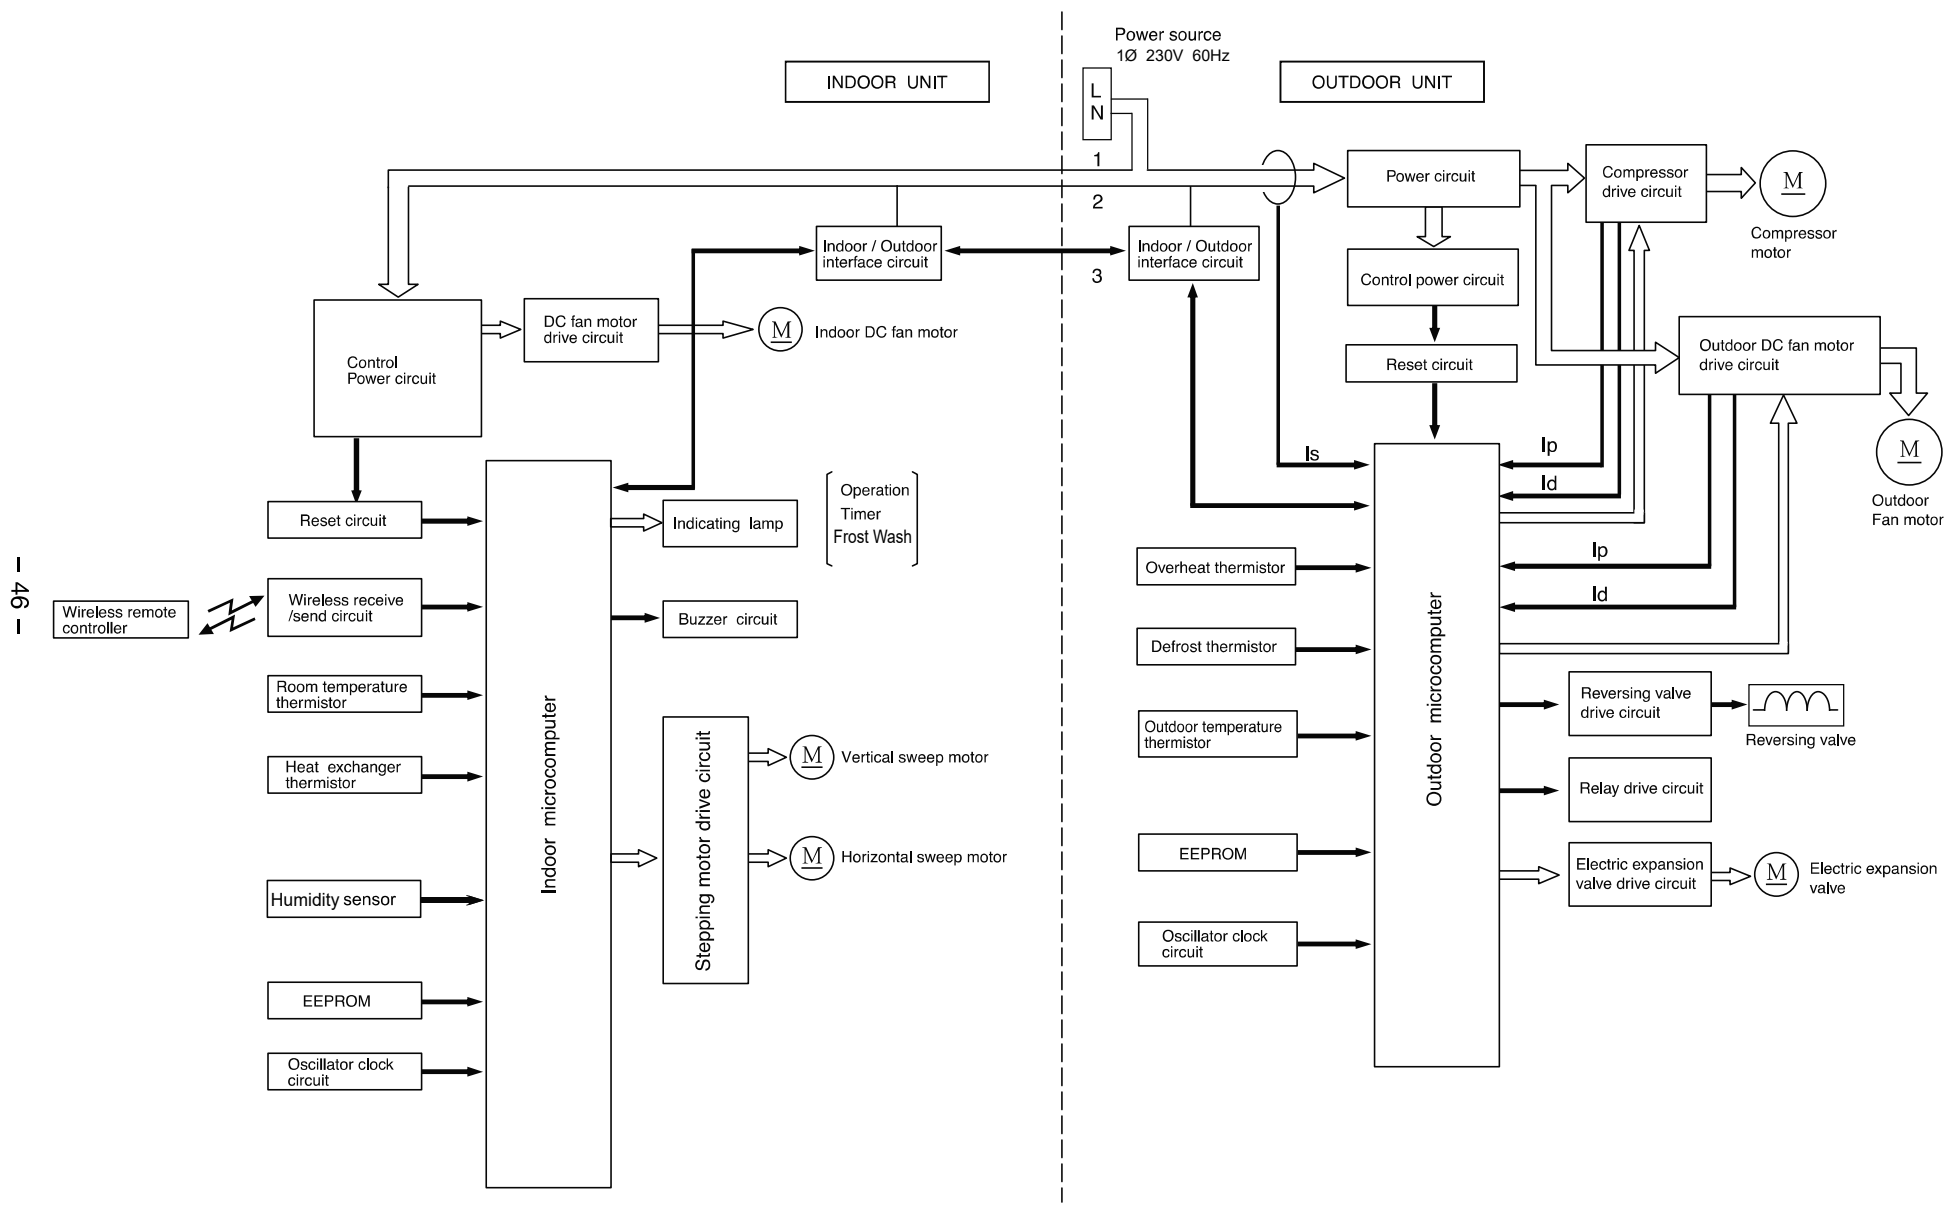 Power source
1Ø 230V 60Hz
INDOOR UNIT
OUTDOOR UNIT
L
N
1
2
3
Power circuit
Compressor
drive circuit
M
Compressor
motor
Indoor / Outdoor
interface circuit
Indoor / Outdoor
interface circuit
Control power circuit
Control
Power circuit
DC fan motor
drive circuit
M
Indoor DC fan motor
Reset circuit
Outdoor DC fan motor
drive circuit
M
Outdoor
Fan motor
Is
Ip
Id
Ip
Id
Reset circuit
Indicating lamp
Operation
Timer
Frost Wash
– 46 –
Wireless remote
controller
Wireless receive
/send circuit
Buzzer circuit
Room temperature
thermistor
Heat exchanger
thermistor
Humidity sensor
EEPROM
Oscillator clock
circuit
Indoor microcomputer
Stepping motor drive circuit
M
Vertical sweep motor
M
Horizontal sweep motor
Overheat thermistor
Defrost thermistor
Outdoor temperature
thermistor
EEPROM
Oscillator clock
circuit
Outdoor microcomputer
Reversing valve
drive circuit
Reversing valve
Relay drive circuit
Electric expansion
valve drive circuit
M
Electric expansion
valve